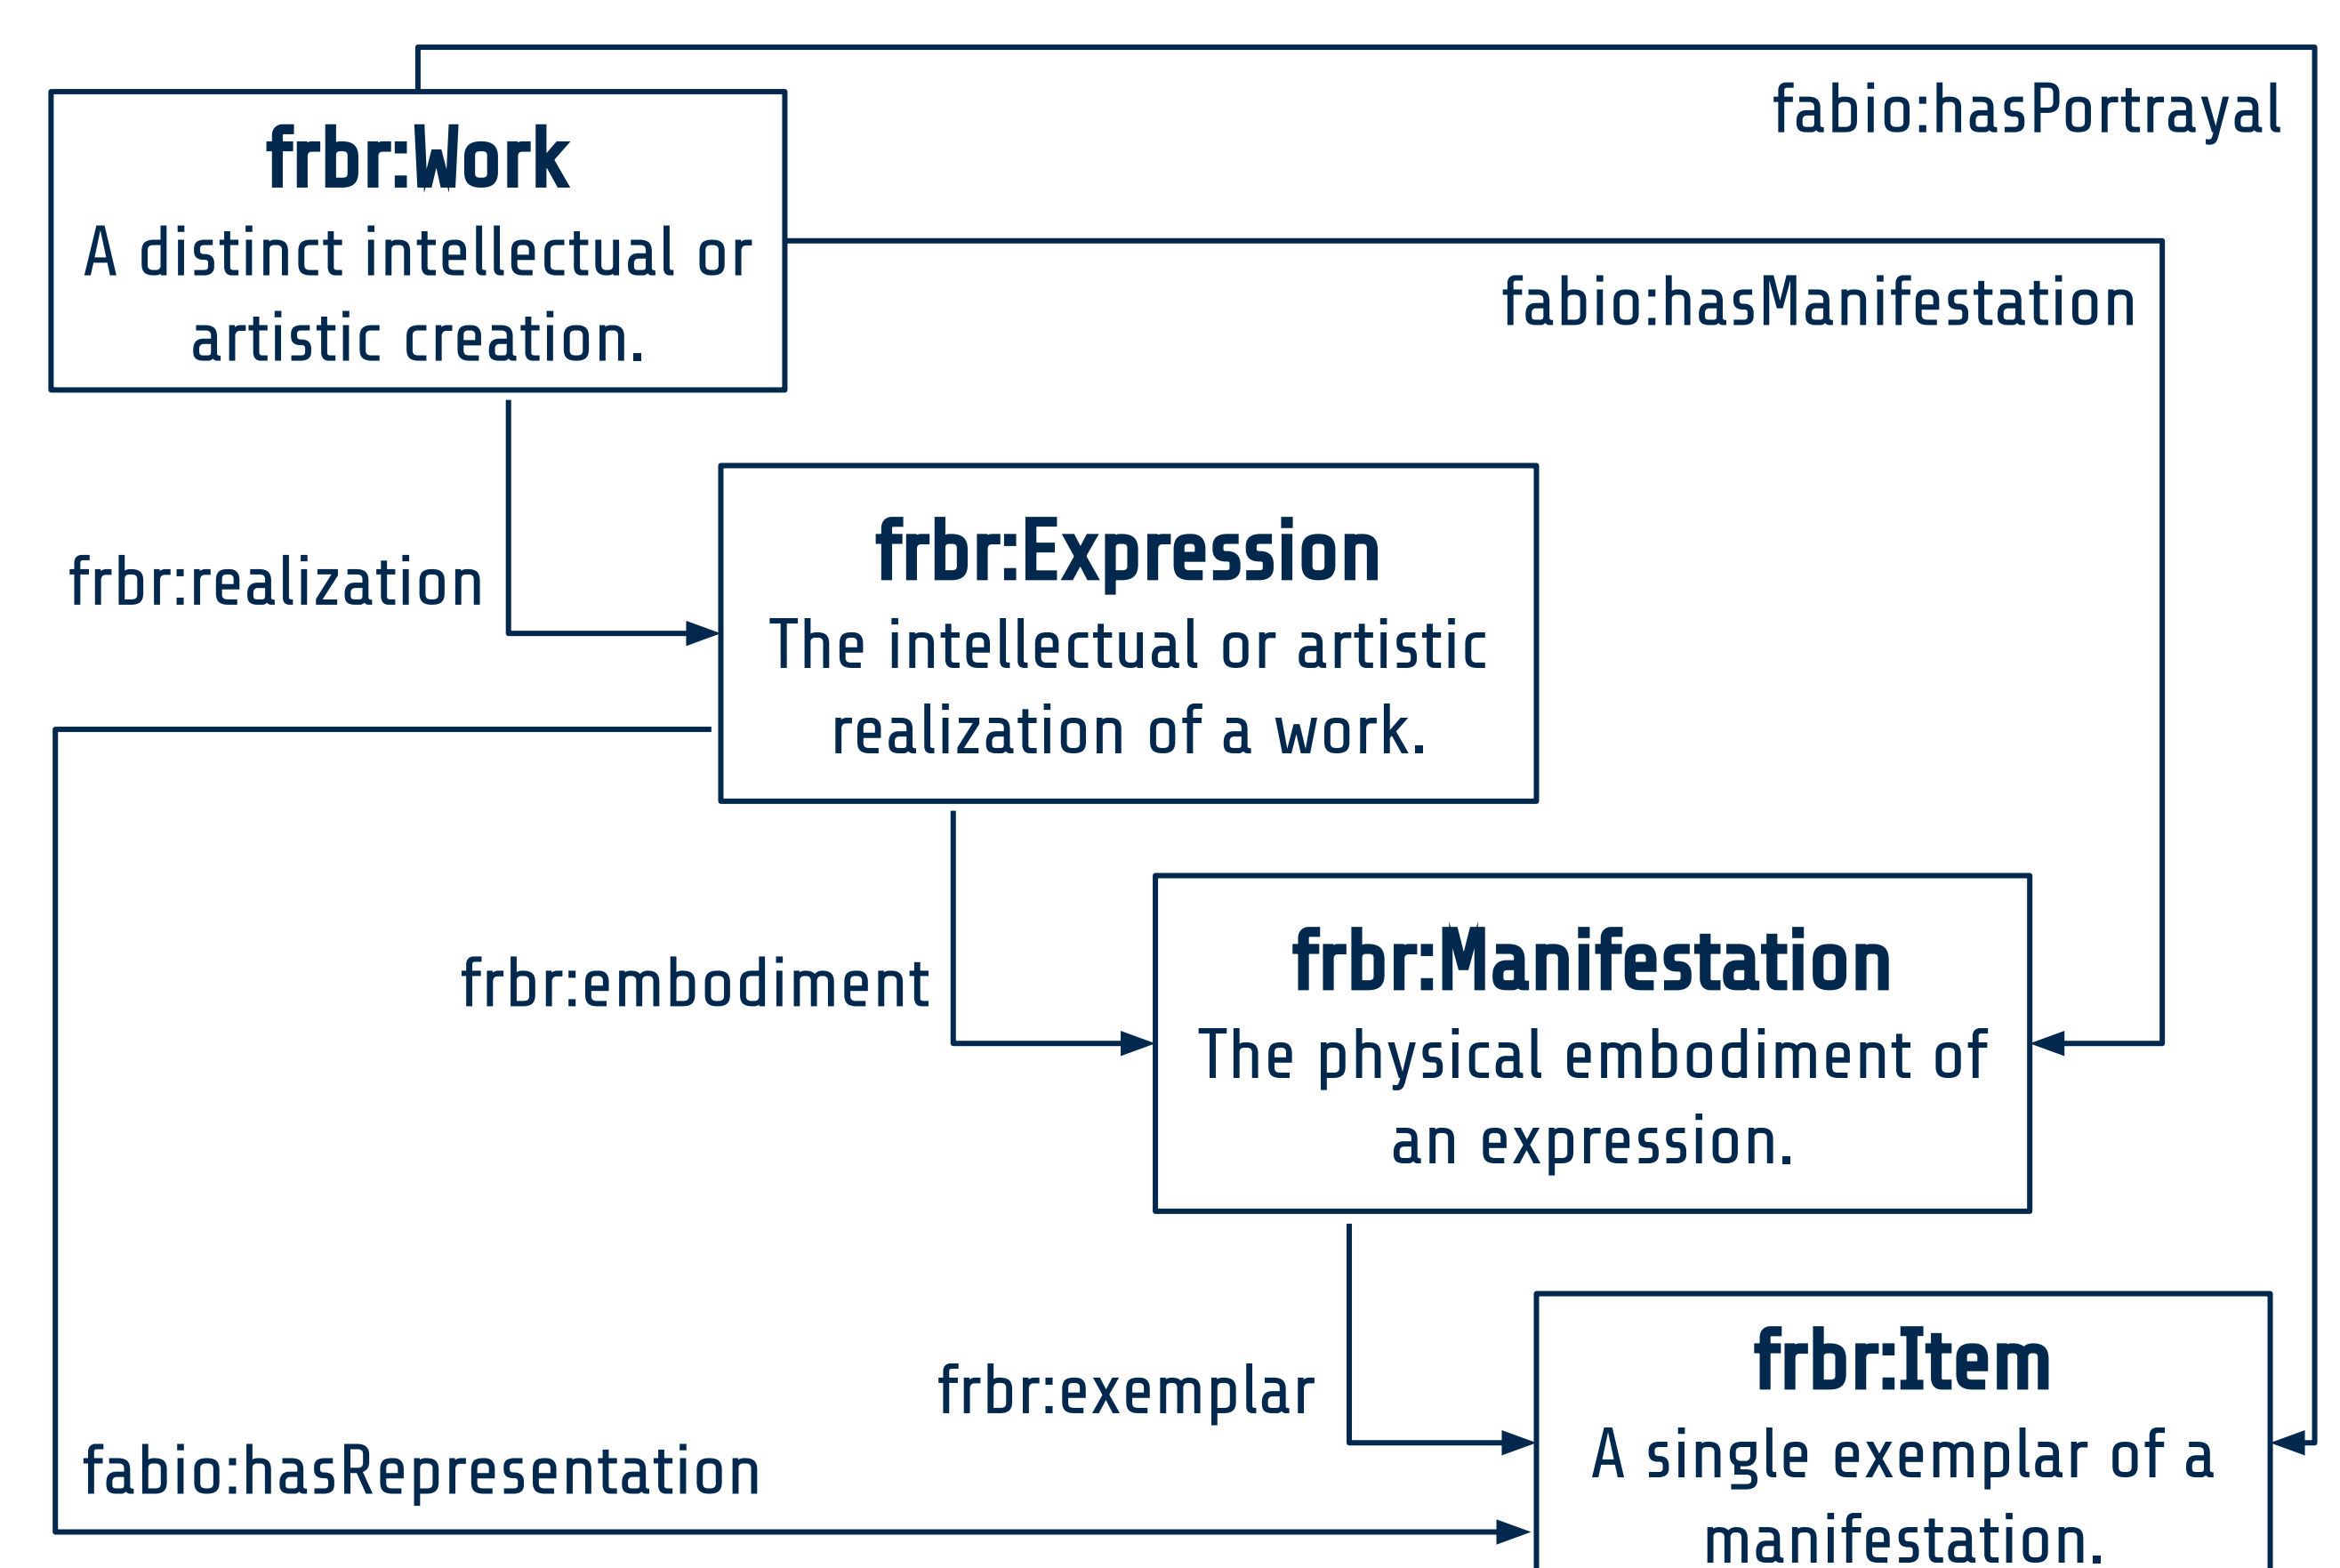 fabio:hasPortrayal
frbr:Work
A distinct intellectual or
artistic creation.
fabio:hasManifestation
frbr:realization
frbr:Expression
The intellectual or artistic
realization of a work.
frbr:embodiment
frbr:Manifestation
The physical embodiment of
an expression.
frbr:exemplar
frbr:Item
A single exemplar of a
manifestation.
fabio:hasRepresentation